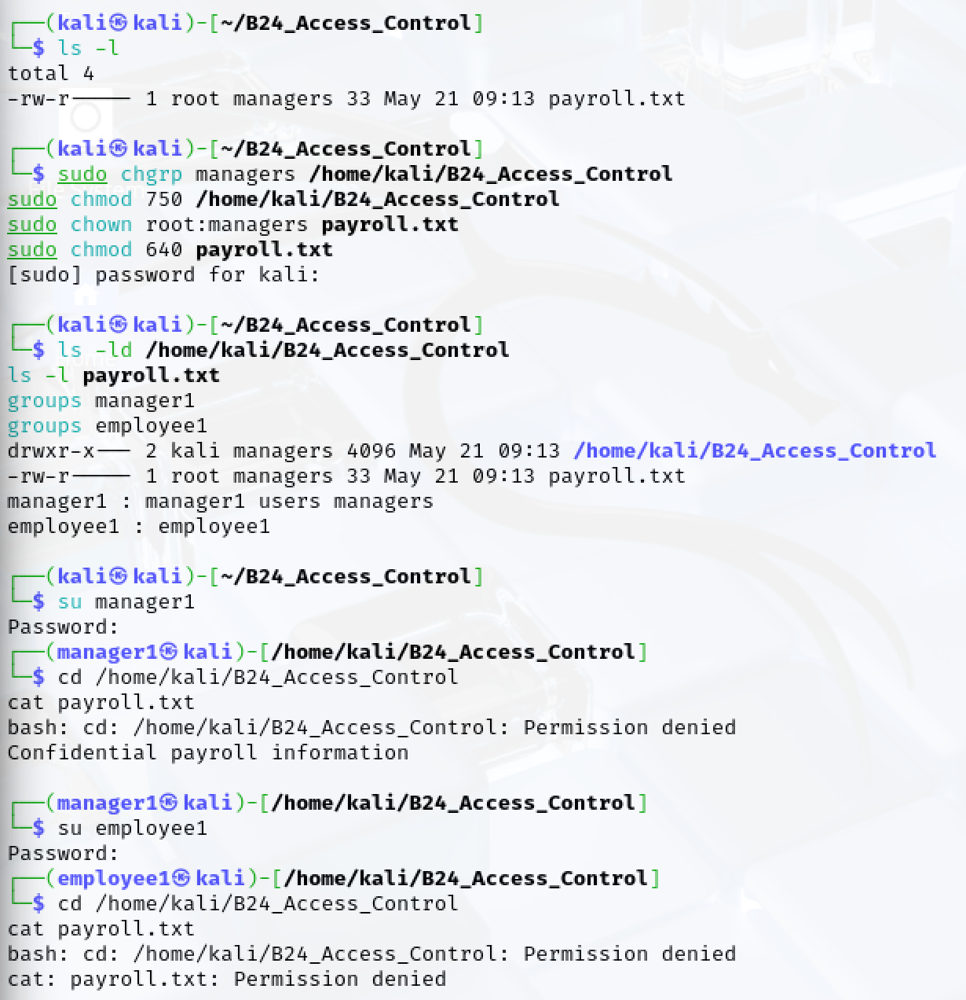 ┌──(kali㉿kali)-[~/B24_Access_Control]
└─$ ls -l
total 4
-rw-r----- 1 root managers 33 May 21 09:13 payroll.txt
┌──(kali㉿kali)-[~/B24_Access_Control]
└─$ sudo chgrp managers /home/kali/B24_Access_Control
sudo chmod 750 /home/kali/B24_Access_Control
sudo chown root:managers payroll.txt
sudo chmod 640 payroll.txt
[sudo] password for kali:
┌──(kali㉿kali)-[~/B24_Access_Control]
└─$ ls -ld /home/kali/B24_Access_Control
ls -l payroll.txt
groups manager1
groups employee1
drwxr-x--- 2 kali managers 4096 May 21 09:13 /home/kali/B24_Access_Control
-rw-r----- 1 root managers 33 May 21 09:13 payroll.txt
manager1 : manager1 users managers
employee1 : employee1
┌──(kali㉿kali)-[~/B24_Access_Control]
└─$ su manager1
Password:
┌──(manager1㉿kali)-[/home/kali/B24_Access_Control]
└─$ cd /home/kali/B24_Access_Control
cat payroll.txt
bash: cd: /home/kali/B24_Access_Control: Permission denied
Confidential payroll information
┌──(manager1㉿kali)-[/home/kali/B24_Access_Control]
└─$ su employee1
Password:
┌──(employee1㉿kali)-[/home/kali/B24_Access_Control]
└─$ cd /home/kali/B24_Access_Control
cat payroll.txt
bash: cd: /home/kali/B24_Access_Control: Permission denied
cat: payroll.txt: Permission denied